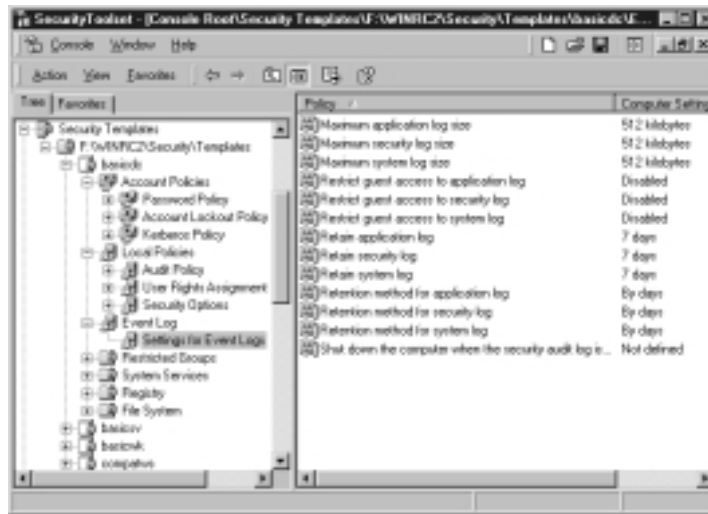 SecurityToolset - [Console Root\Security Templates\F:\WINRC2\Security\Templates\basicdc\E...
Console Window Help
Action View Favorites
Tree Favorites
Security Templates
F:\WINRC2\Security\Templates
basicdc
Account Policies
Password Policy
Account Lockout Policy
Kerberos Policy
Local Policies
Audit Policy
User Rights Assignment
Security Options
Event Log
Settings for Event Logs
Restricted Groups
System Services
Registry
File System
basicsv
basicwk
compatws
Policy Computer Setting
Maximum application log size 512 kilobytes
Maximum security log size 512 kilobytes
Maximum system log size 512 kilobytes
Restrict guest access to application log Disabled
Restrict guest access to security log Disabled
Restrict guest access to system log Disabled
Retain application log 7 days
Retain security log 7 days
Retain system log 7 days
Retention method for application log By days
Retention method for security log By days
Retention method for system log By days
Shut down the computer when the security audit log is... Not defined